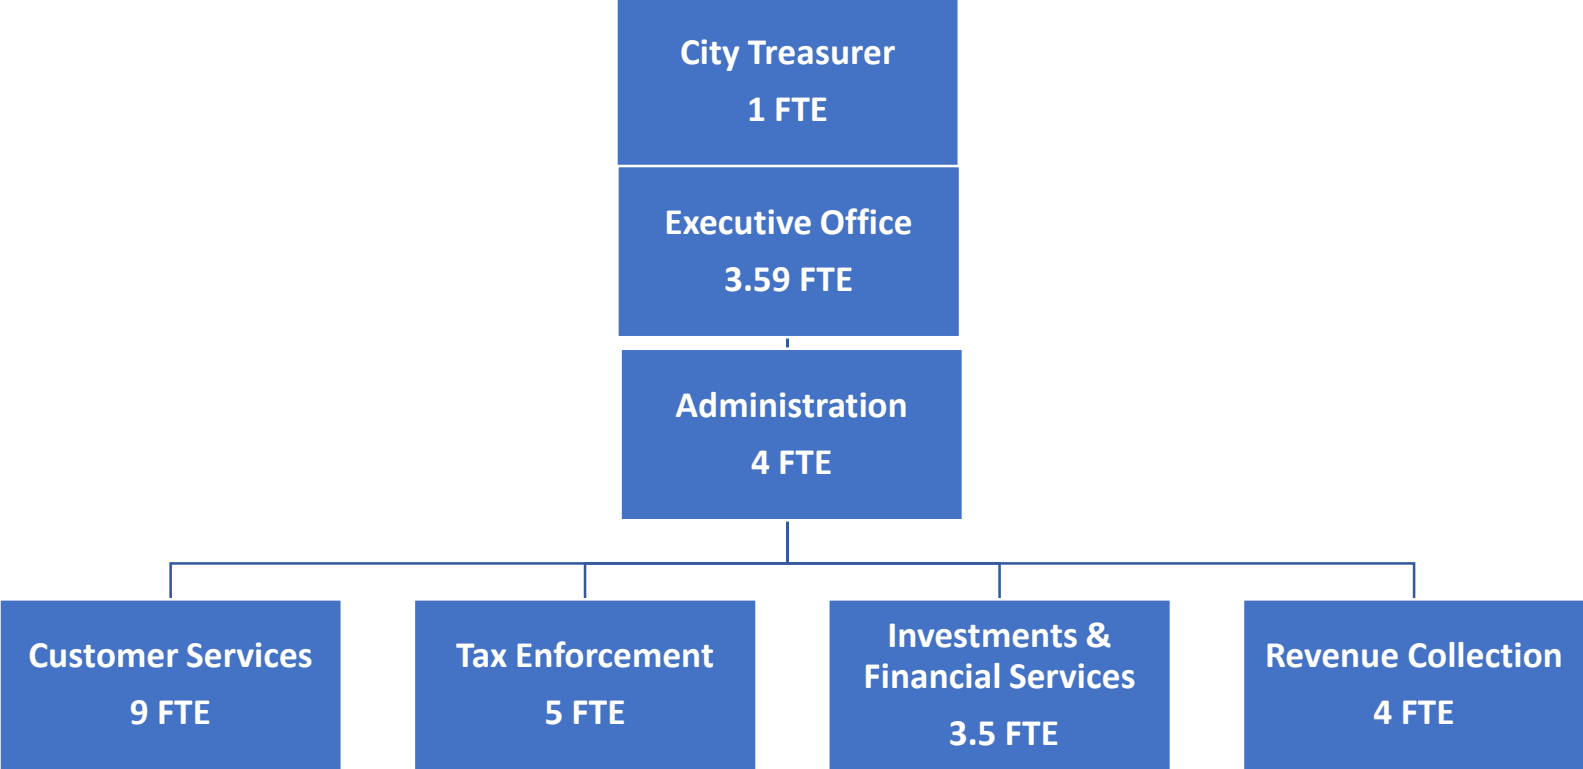 City Treasurer
1 FTE
Executive Office
3.59 FTE
Administration
4 FTE
Customer Services
9 FTE
Tax Enforcement
5 FTE
Investments &
Financial Services
3.5 FTE
Revenue Collection
4 FTE